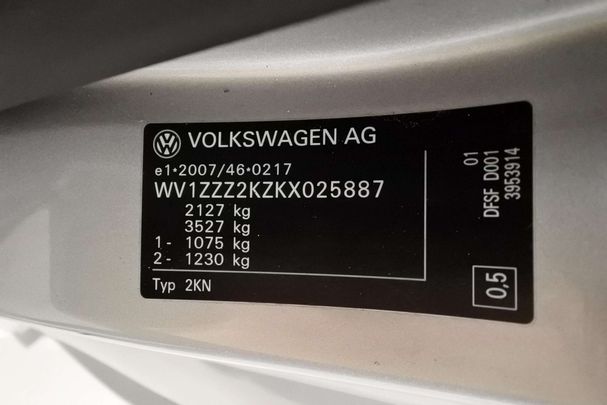 VOLKSWAGEN AG
e1*2007/46*0217
WV1ZZZ2KZKX025887
2127 kg
3527 kg
1- 1075 kg
2- 1230 kg
Typ 2KN
01
DFSF D001
3953914
0,5